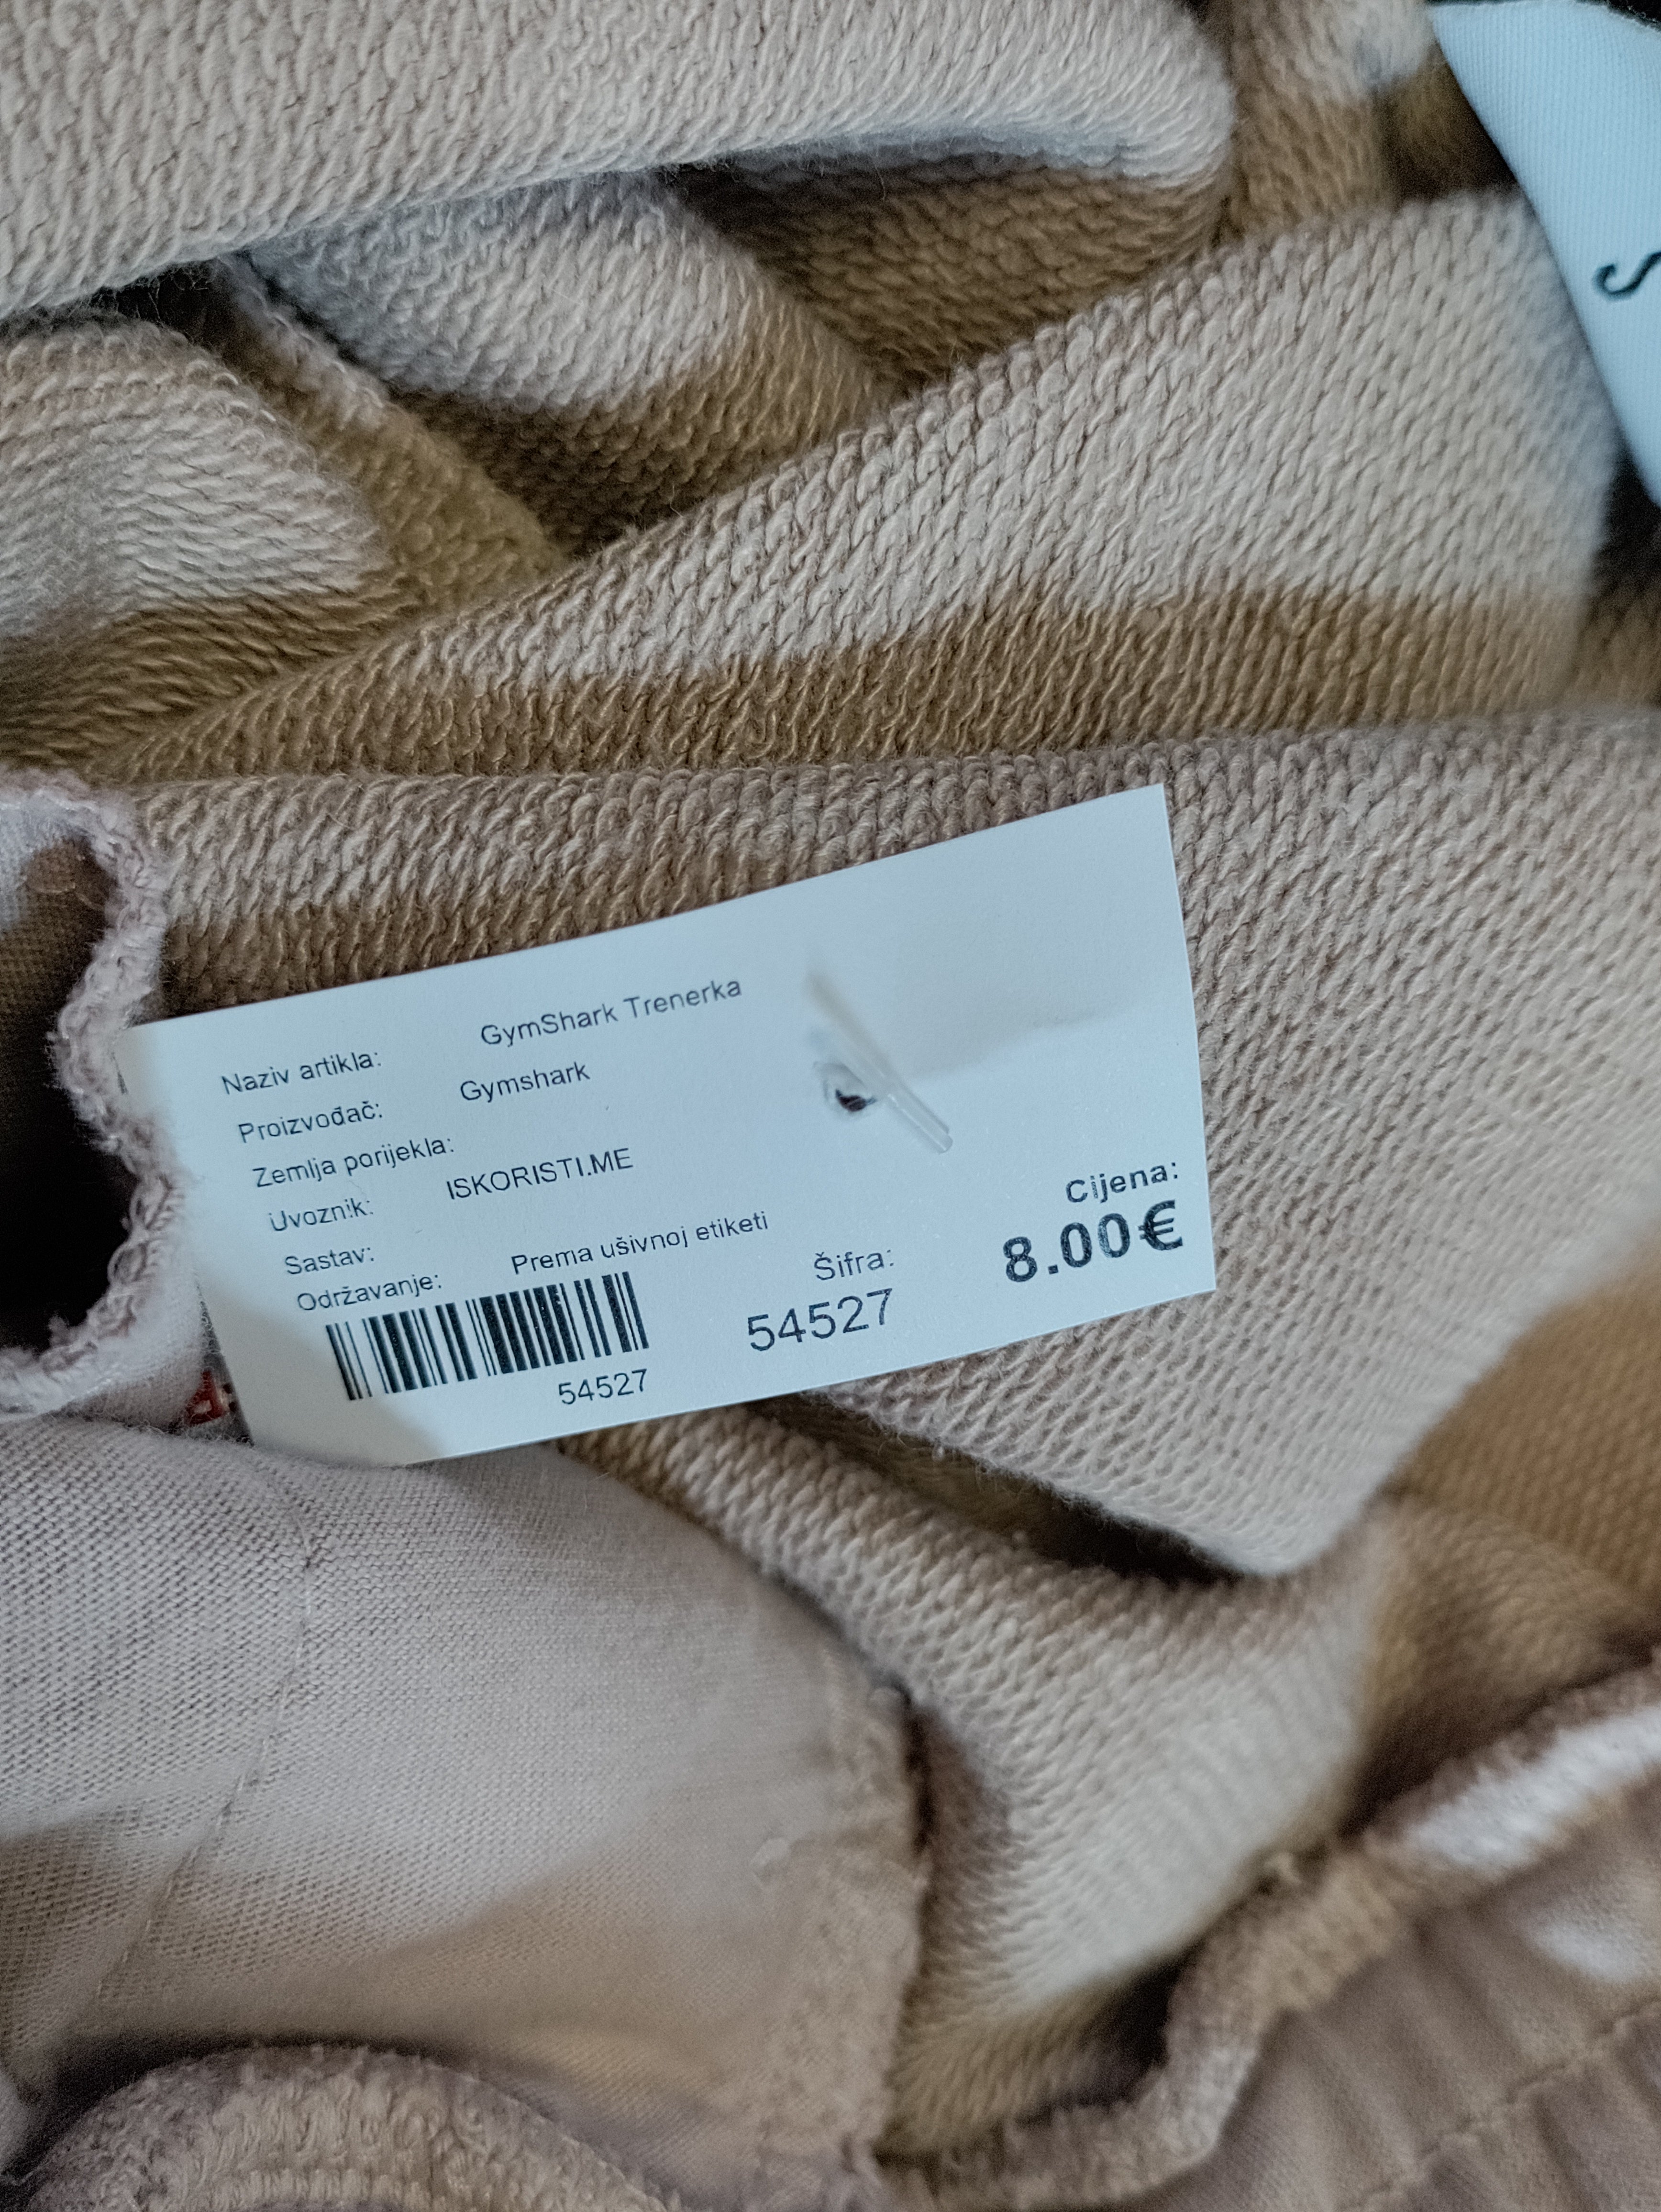 S
Naziv artikla: GymShark Trenerka
Proizvođač: Gymshark
Zemlja porijekla:
Uvoznik: ISKORISTI.ME
Sastav:
Održavanje: Prema ušivnoj etiketi
Cijena:
8.00€
Šifra:
54527
54527